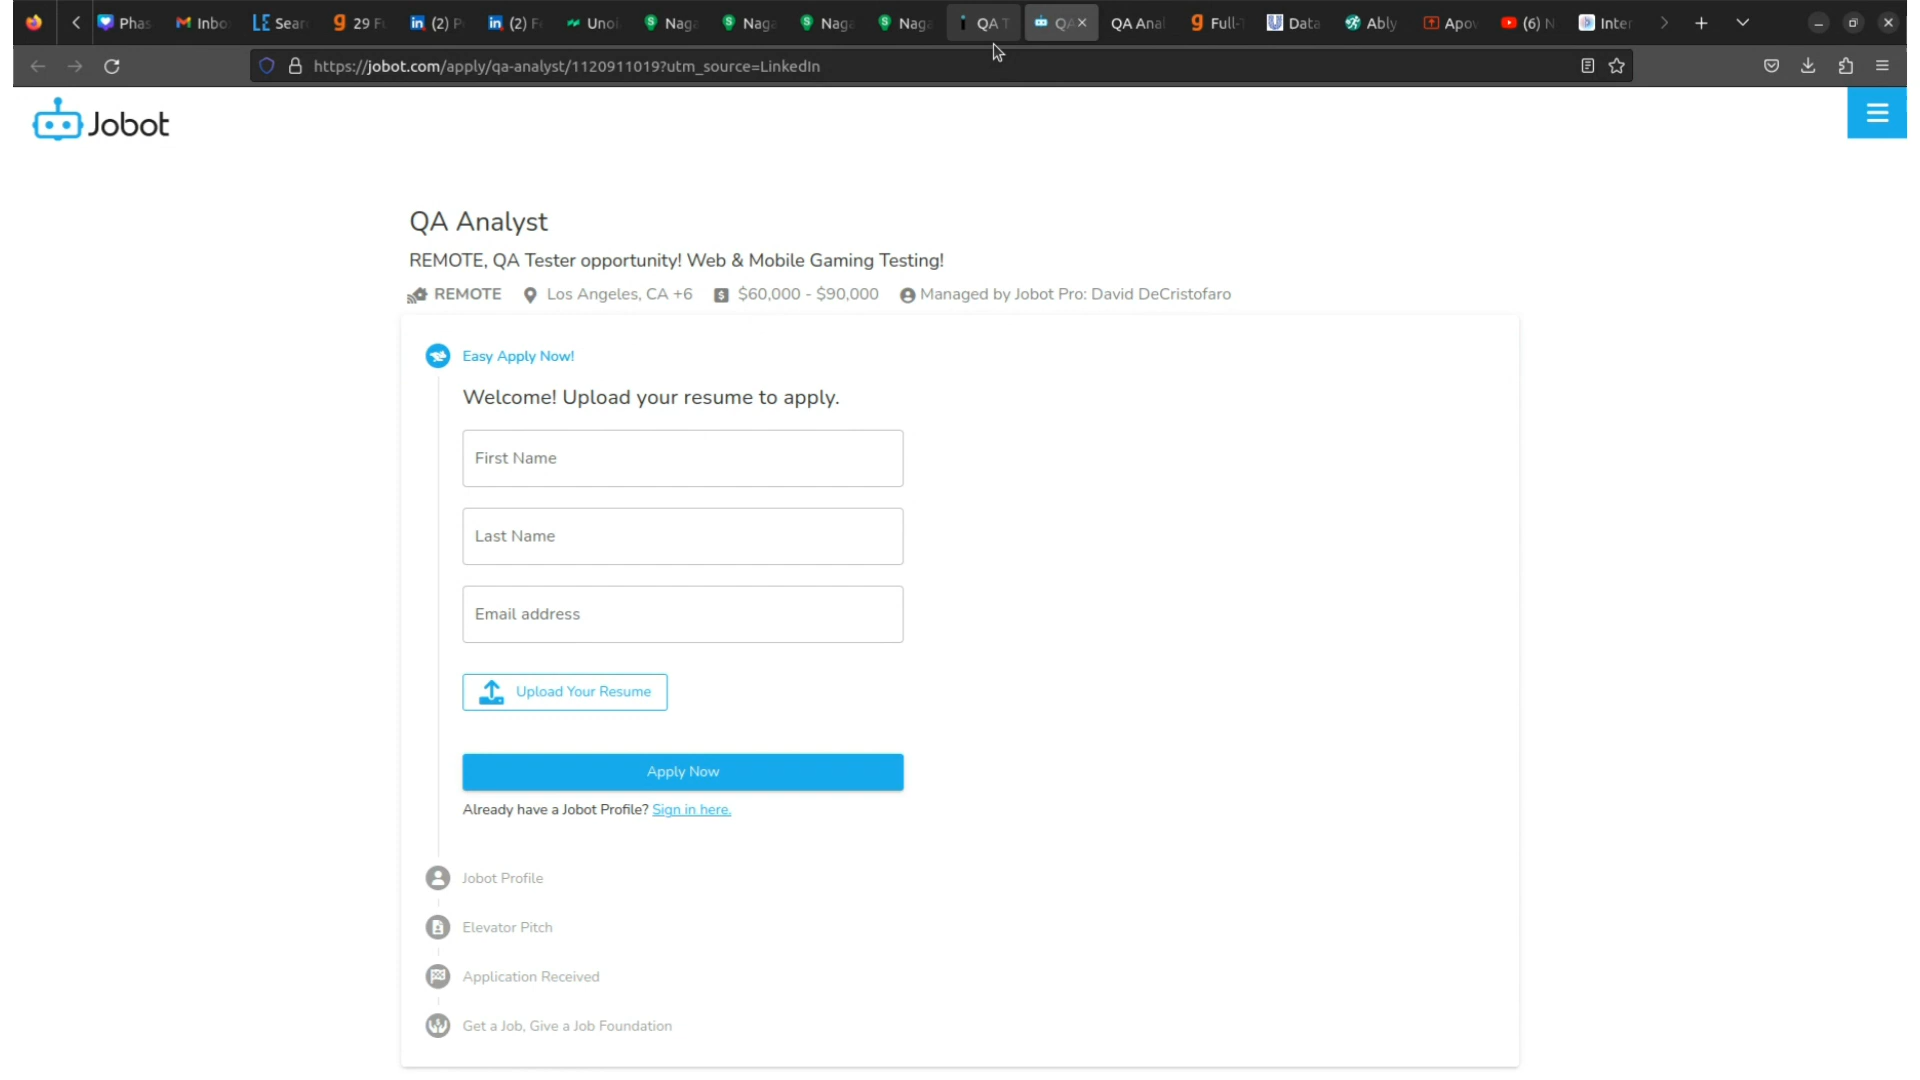 Phas
Inbo
LE Sear
29 Fu
(2) P
(2) Fe
Unoi
Naga
Naga
Naga
Naga
QA T
QA
QA Anal
Full-T
Data
Ably
Apow
(6) N
Inter
https://jobot.com/apply/qa-analyst/1120911019?utm_source=LinkedIn
Jobot
QA Analyst
REMOTE, QA Tester opportunity! Web & Mobile Gaming Testing!
REMOTE Los Angeles, CA +6 $60,000 - $90,000 Managed by Jobot Pro: David DeCristofaro
Easy Apply Now!
Welcome! Upload your resume to apply.
First Name
Last Name
Email address
Upload Your Resume
Apply Now
Already have a Jobot Profile? Sign in here.
Jobot Profile
Elevator Pitch
Application Received
Get a Job, Give a Job Foundation